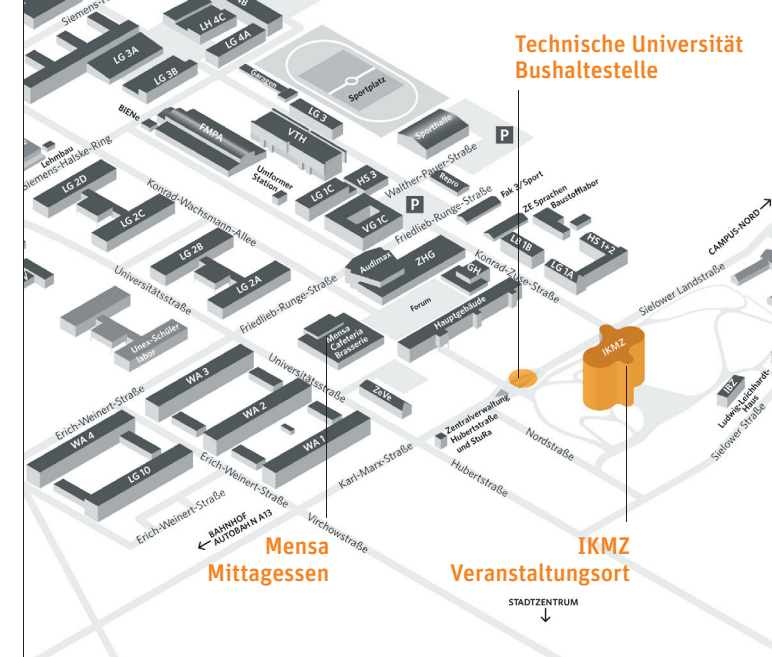 Siemens-H
4B
LH 4C
LG 4A
LG 3A
LG 3B
Garagen
Sportplatz
Technische Universität
Bushaltestelle
BIENe
FMPA
LG 3
VTH
Sporthalle
P
Lehmbau
Siemens-Halske-Ring
Umformer
Station
LG 1C
HS 3
Walther-Pauer-Straße
Repro
Fak 3/Sport
ZE Sprachen
Baustofflabor
LG 2D
Konrad-Wachsmann-Allee
LG 2C
P
VG 1C
Friedlieb-Runge-Straße
LG 1B
HS 1+2
LG 1A
CAMPUS-NORD
LG 2B
LG 2A
Audimax
ZHG
GH
Konrad-Zuse-Straße
Sielower Landstraße
Universitätsstraße
Friedlieb-Runge-Straße
Forum
Hauptgebäude
Unex-Schüler
labor
Mensa
Cafeteria
Brasserie
IKMZ
Universitätsstraße
WA 3
WA 2
WA 1
ZeVe
IBZ
Ludwig-Leichhardt-
Haus
Sielower Straße
Erich-Weinert-Straße
WA 4
LG 10
Zentralverwaltung
Hubertstraße
und StuRa
Nordstraße
Hubertstraße
Karl-Marx-Straße
Erich-Weinert-Straße
Erich-Weinert-Straße
BAHNHOF
AUTOBAHN A13
Virchowstraße
Mensa
Mittagessen
IKMZ
Veranstaltungsort
STADTZENTRUM